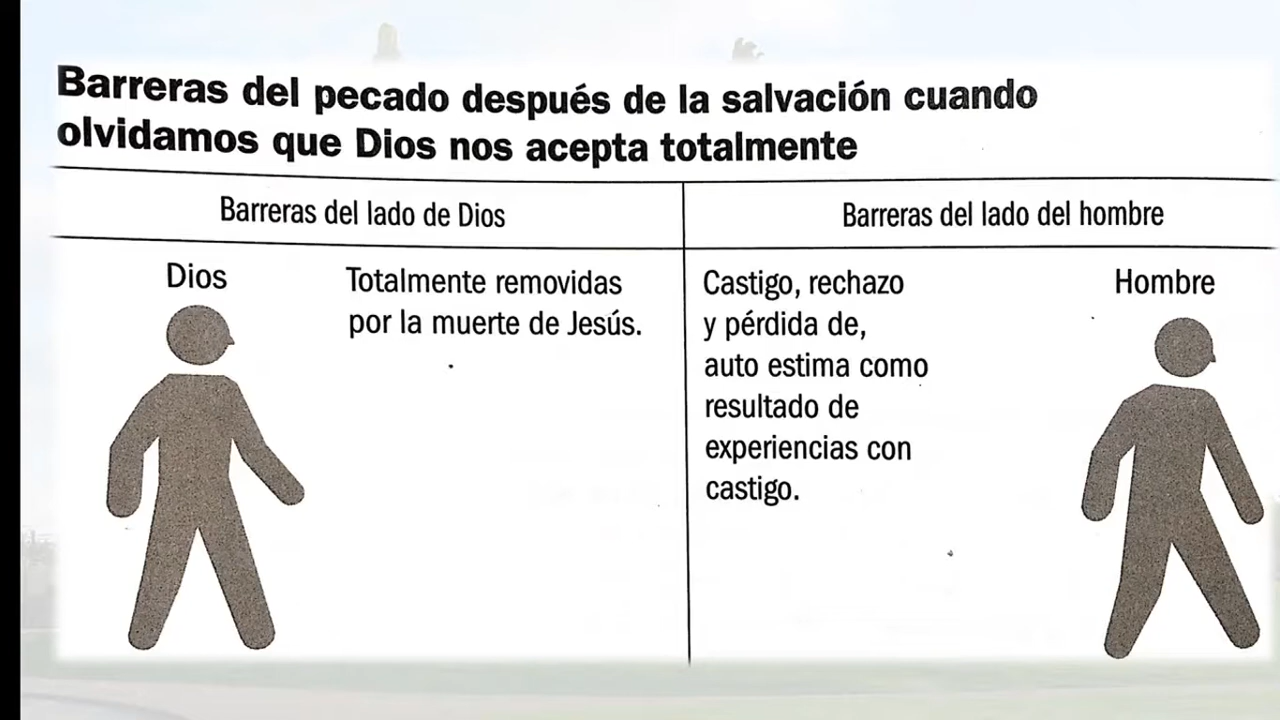 Barreras del pecado después de la salvación cuando
olvidamos que Dios nos acepta totalmente
Barreras del lado de Dios
Barreras del lado del hombre
Dios
Totalmente removidas
por la muerte de Jesús.
Castigo, rechazo
y pérdida de,
auto estima como
resultado de
experiencias con
castigo.
Hombre